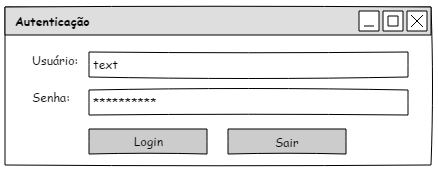 Autenticação
Usuário: text
Senha: **********
Login Sair